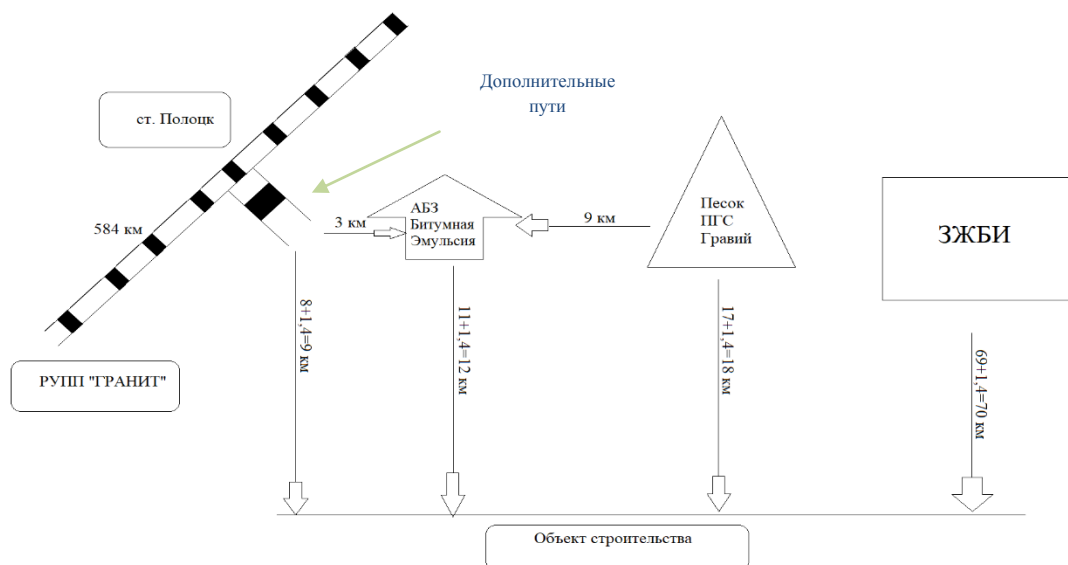 Дополнительные
пути
ст. Полоцк
584 км
3 км
АБЗ
Битумная
Эмульсия
9 км
Песок
ПГС
Гравий
ЗЖБИ
8+1,4=9 км
11+1,4=12 км
17+1,4=18 км
69+1,4=70 км
РУПП "ГРАНИТ"
Объект строительства